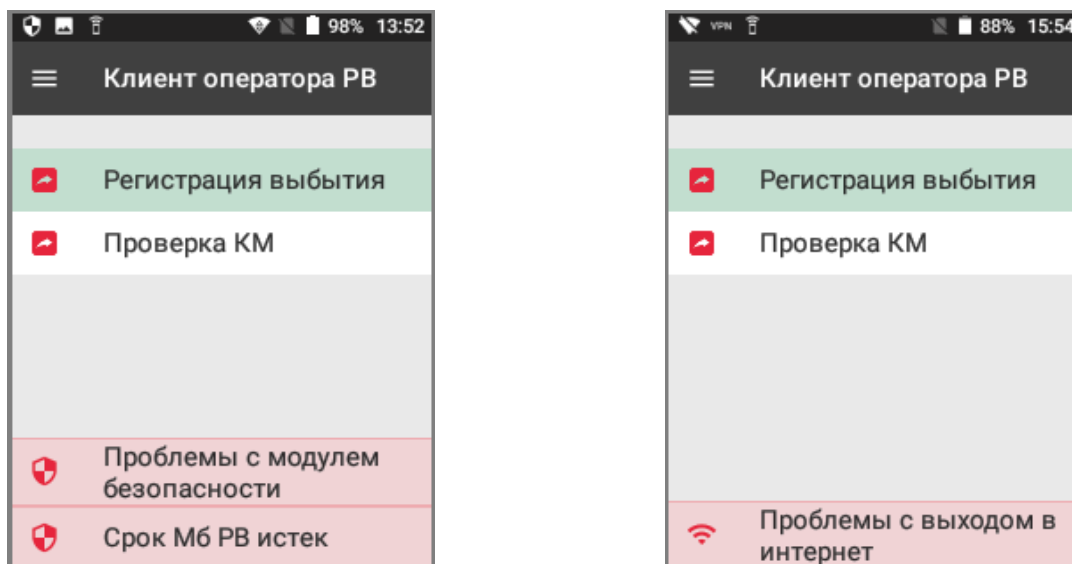 98% 13:52
Клиент оператора РВ
Регистрация выбытия
Проверка КМ
Проблемы с модулем
безопасности
Срок Мб РВ истек
VPN 88% 15:54
Клиент оператора РВ
Регистрация выбытия
Проверка КМ
Проблемы с выходом в
интернет